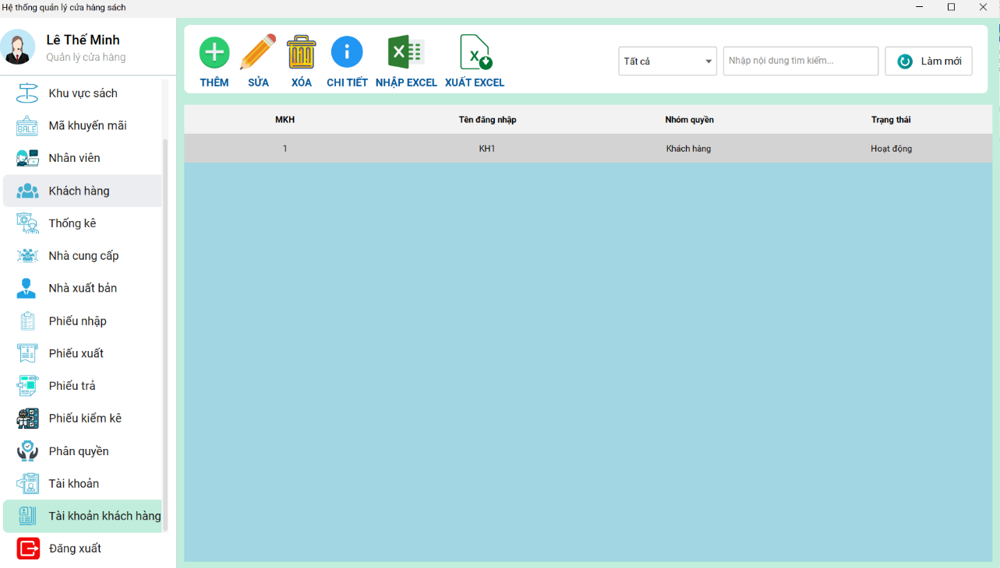 Hệ thống quản lý cửa hàng sách
Lê Thế Minh
Quản lý cửa hàng
Khu vực sách
SALE
Mã khuyến mãi
Nhân viên
Khách hàng
Thống kê
Nhà cung cấp
Nhà xuất bản
Phiếu nhập
Phiếu xuất
Phiếu trả
Phiếu kiểm kê
Phân quyền
Tài khoản
Tài khoản khách hàng
Đăng xuất
THÊM SỬA XÓA CHI TIẾT NHẬP EXCEL XUẤT EXCEL
Tất cả Nhập nội dung tìm kiếm... Làm mới
MKH Tên đăng nhập Nhóm quyền Trạng thái
1 KH1 Khách hàng Hoạt động